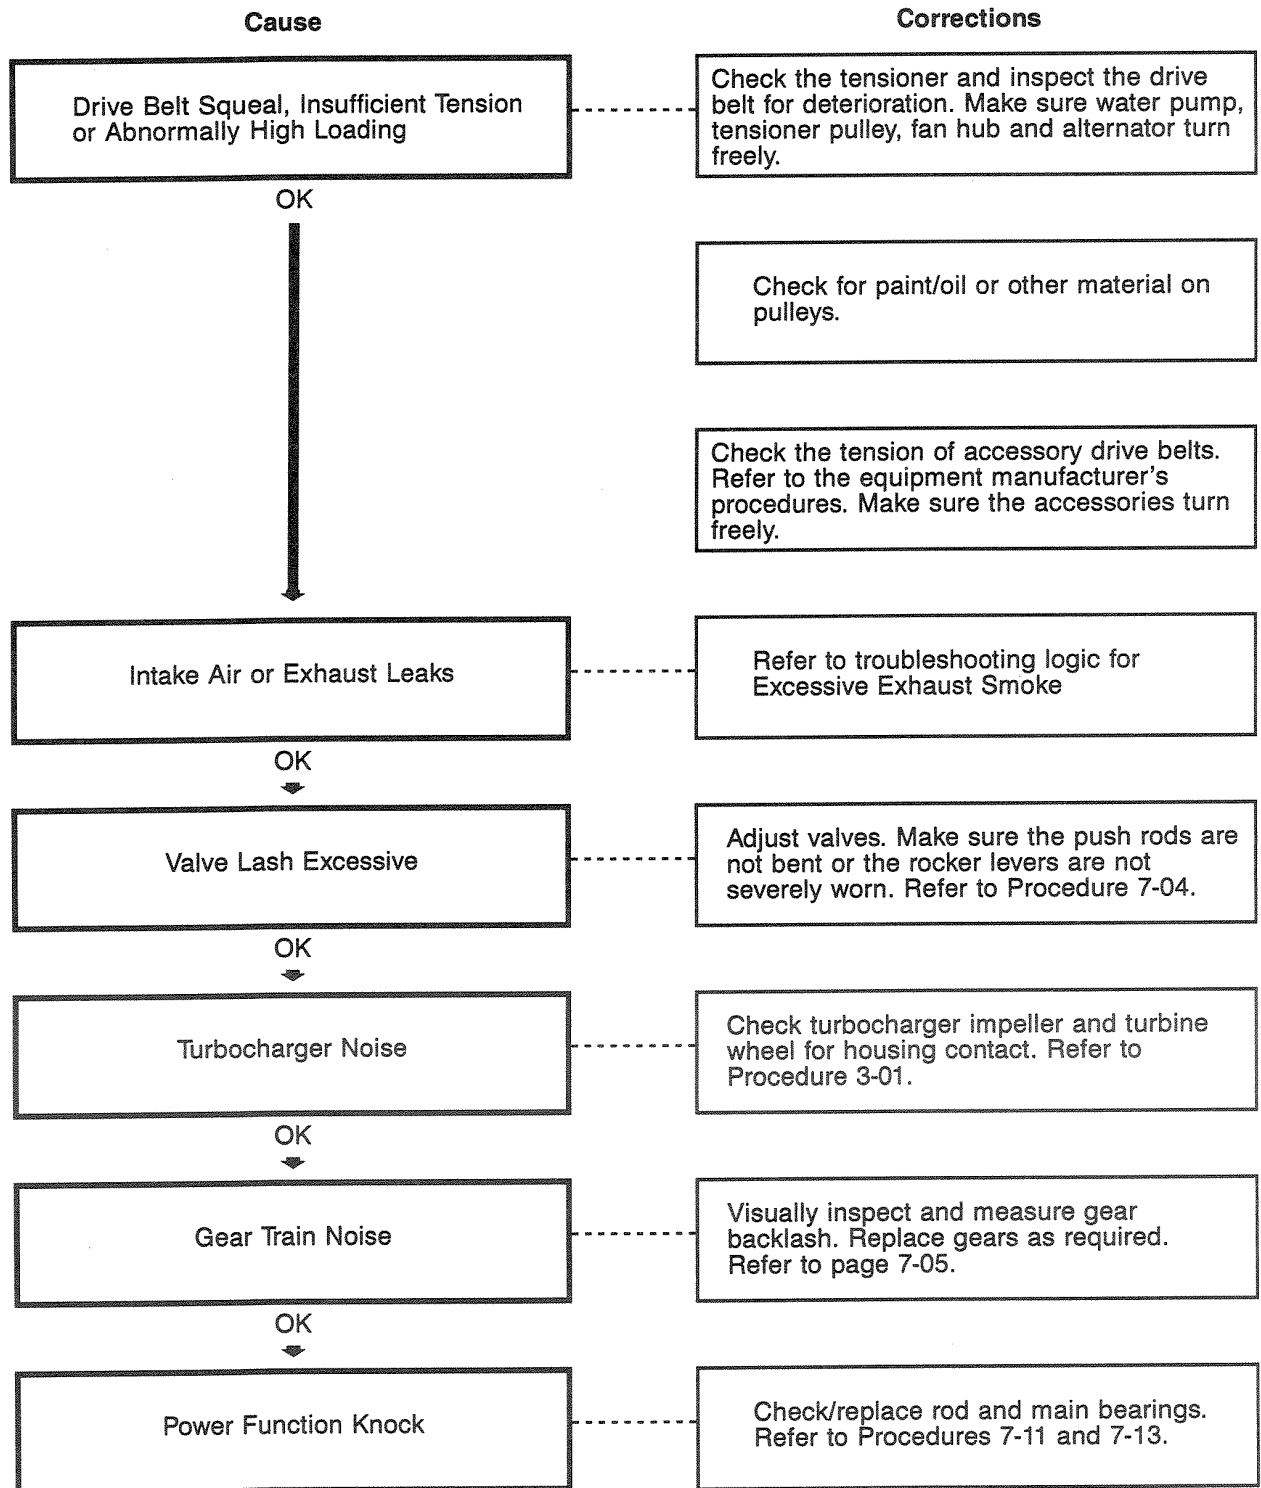 Cause
Corrections
Drive Belt Squeal, Insufficient Tension
or Abnormally High Loading
Check the tensioner and inspect the drive
belt for deterioration. Make sure water pump,
tensioner pulley, fan hub and alternator turn
freely.
OK
Check for paint/oil or other material on
pulleys.
Check the tension of accessory drive belts.
Refer to the equipment manufacturer's
procedures. Make sure the accessories turn
freely.
Intake Air or Exhaust Leaks
Refer to troubleshooting logic for
Excessive Exhaust Smoke
OK
Valve Lash Excessive
Adjust valves. Make sure the push rods are
not bent or the rocker levers are not
severely worn. Refer to Procedure 7-04.
OK
Turbocharger Noise
Check turbocharger impeller and turbine
wheel for housing contact. Refer to
Procedure 3-01.
OK
Gear Train Noise
Visually inspect and measure gear
backlash. Replace gears as required.
Refer to page 7-05.
OK
Power Function Knock
Check/replace rod and main bearings.
Refer to Procedures 7-11 and 7-13.